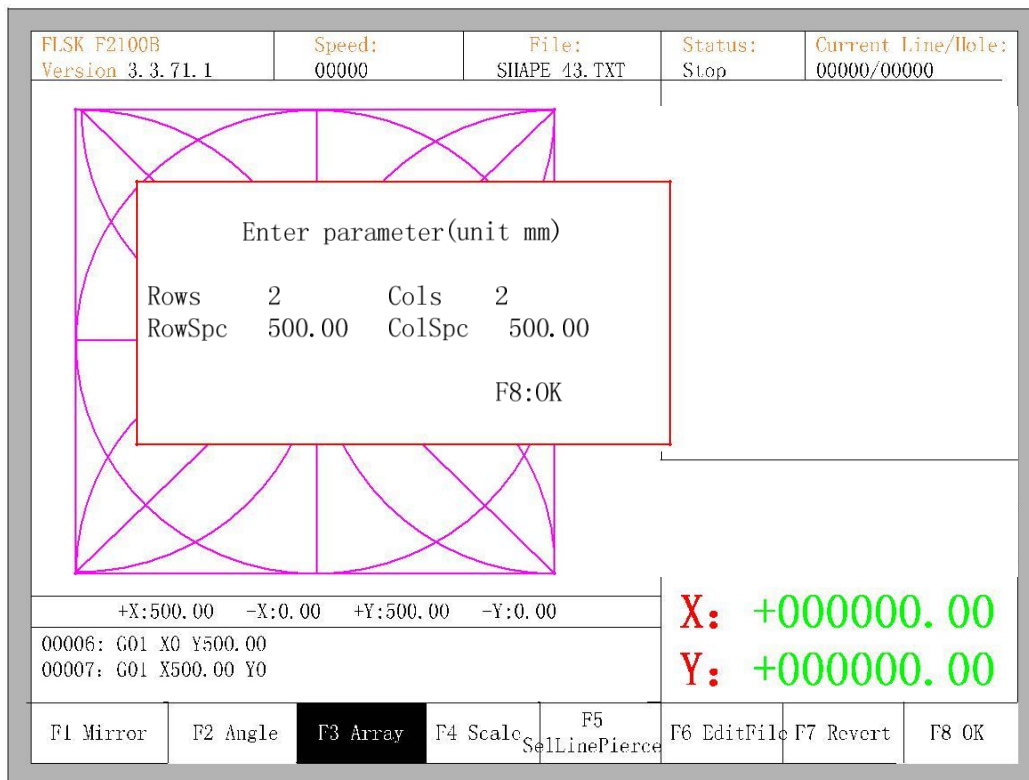 FLSK F2100B Speed: File: Status: Current Line/Hole:
Version 3.3.71.1 00000 SHAPE 43.TXT Stop 00000/00000
Enter parameter(unit mm)
Rows 2 Cols 2
RowSpc 500.00 ColSpc 500.00
F8:OK
+X:500.00 -X:0.00 +Y:500.00 -Y:0.00
00006: G01 X0 Y500.00
00007: G01 X500.00 Y0
X: +000000.00
Y: +000000.00
F1 Mirror F2 Angle F3 Array F4 Scale F5 SelLinePierce F6 EditFile F7 Revert F8 OK